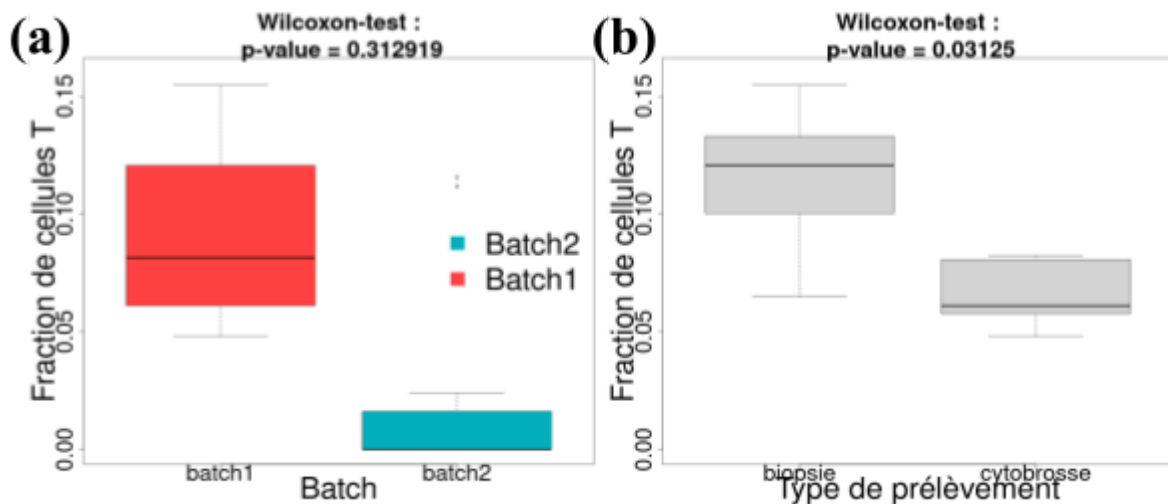 (a)
Wilcoxon-test :
p-value = 0.312919
Fraction de cellules T
0.15
0.10
0.05
0.00
Batch2
Batch1
batch1
batch2
Batch
(b)
Wilcoxon-test :
p-value = 0.03125
Fraction de cellules T
0.15
0.10
0.05
0.00
biopsie
cytobrosse
Type de prélèvement